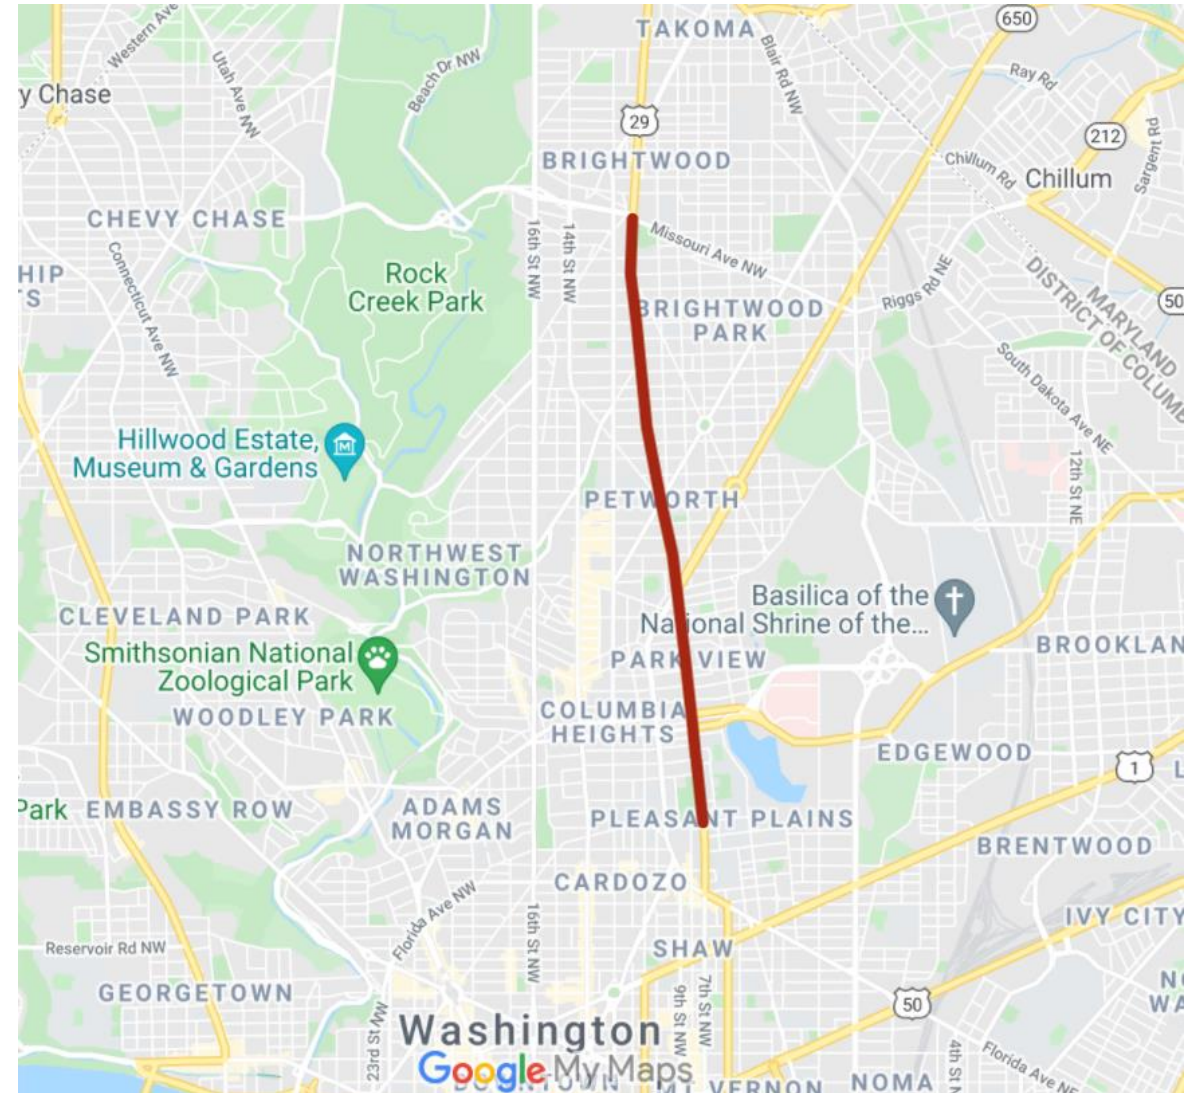 TAKOMA
650
Western Ave
Blair Rd NW
Utah Ave NW
Beach Dr NW
Ray Rd
y Chase
29
212
Sargent Rd
BRIGHTWOOD
Chillum Rd
Chillum
CHEVY CHASE
16th St NW
14th St NW
Missouri Ave NW
Connecticut Ave NW
HIP
Rock
Creek Park
Riggs Rd NE
MARYLAND
DISTRICT OF COLUMB
50
BRIGHTWOOD
PARK
South Dakota Ave NE
Hillwood Estate,
Museum & Gardens
12th St NE
PETWORTH
NORTHWEST
WASHINGTON
Basilica of the
National Shrine of the...
CLEVELAND PARK
BROOKLAN
Smithsonian National
Zoological Park
PARK VIEW
WOODLEY PARK
COLUMBIA
HEIGHTS
EDGEWOOD
1
L
Park
EMBASSY ROW
ADAMS
MORGAN
PLEASANT PLAINS
BRENTWOOD
CARDOZO
Florida Ave NW
16th St NW
IVY CITY
Reservoir Rd NW
SHAW
GEORGETOWN
7th St NW
9th St NW
50
23rd St NW
Washington
4th St N
Florida Ave NE
Google My Maps
DOWNTOWN
MT VERNON
NOMA